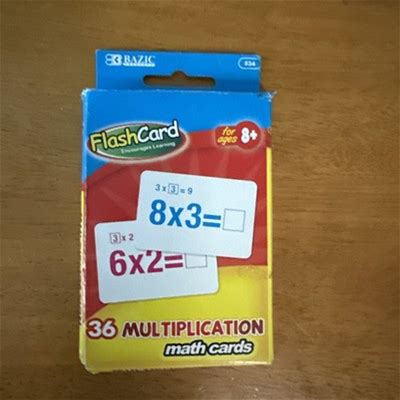 BAZIC
534
FlashCard
Encourages Learning
for ages 8+
3 x 3 = 9
8x3=
3 x 2
6x2=
36 MULTIPLICATION
math cards